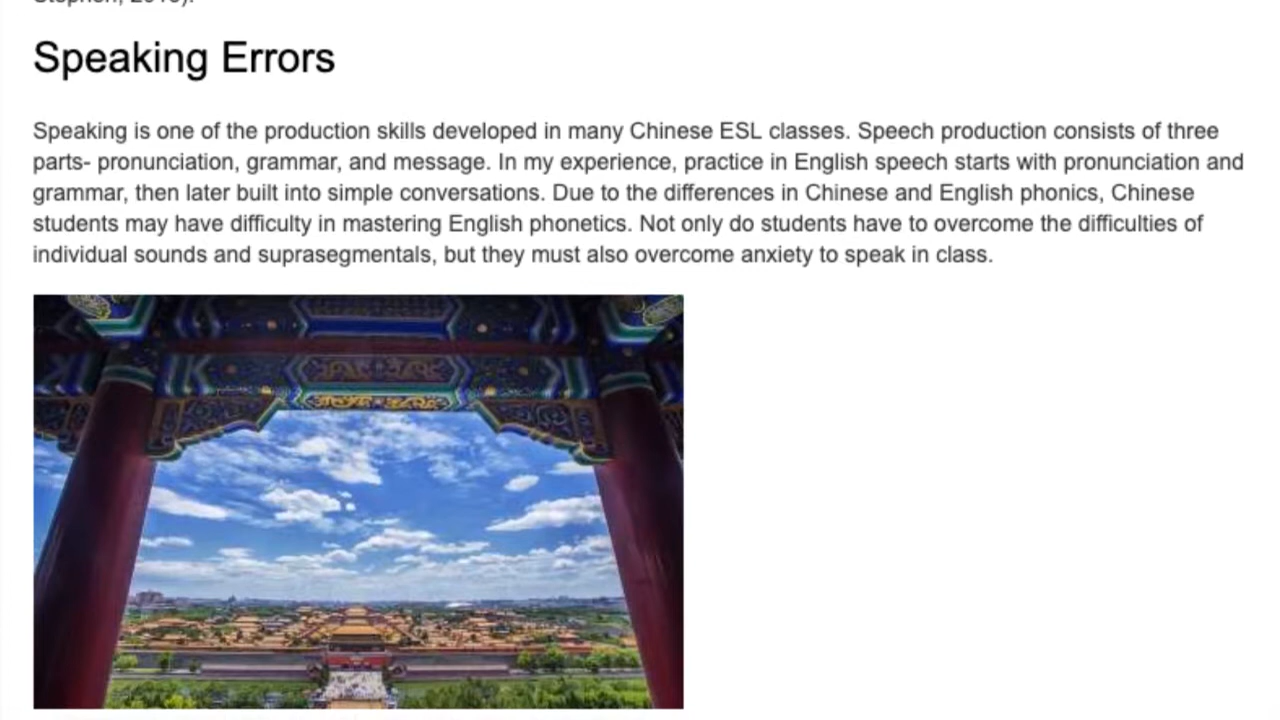 Speaking Errors
Speaking is one of the production skills developed in many Chinese ESL classes. Speech production consists of three
parts- pronunciation, grammar, and message. In my experience, practice in English speech starts with pronunciation and
grammar, then later built into simple conversations. Due to the differences in Chinese and English phonics, Chinese
students may have difficulty in mastering English phonetics. Not only do students have to overcome the difficulties of
individual sounds and suprasegmentals, but they must also overcome anxiety to speak in class.